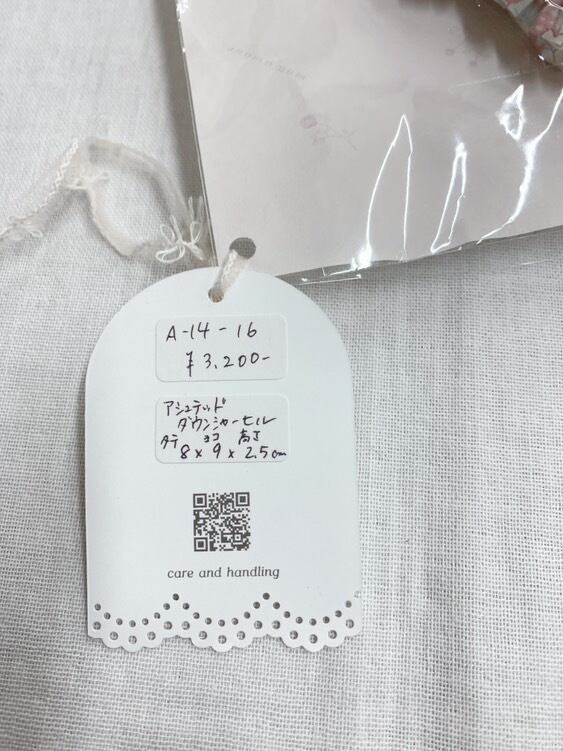 A-14-16
¥3,200-
アシュテッド
ダウンシャーヒル
タテ ヨコ 高さ
8×9×2.5cm
care and handling